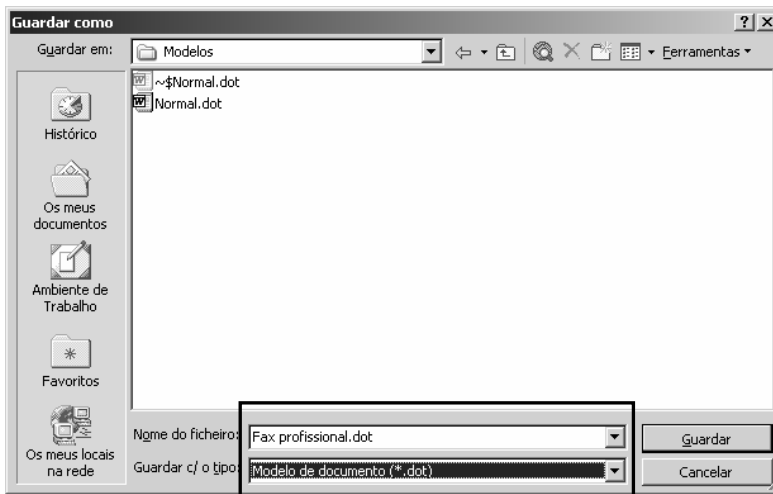 Guardar como
Guardar em:
Modelos
Ferramentas
~$Normal.dot
Normal.dot
Histórico
Os meus
documentos
Ambiente de
Trabalho
Favoritos
Os meus locais
na rede
Nome do ficheiro:
Fax profissional.dot
Guardar
Guardar c/ o tipo:
Modelo de documento (*.dot)
Cancelar